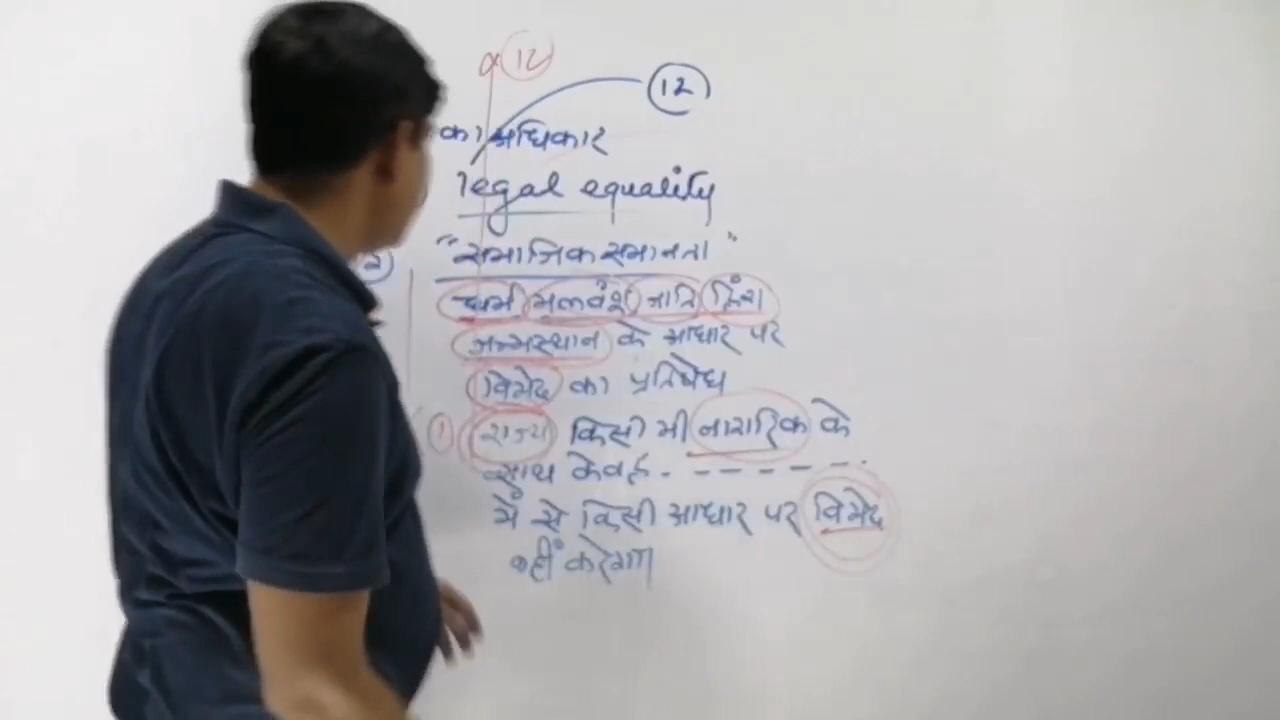 12
12
का अधिकार
legal equality
"सामाजिक समानता"
धर्म मूलवंश जाति लिंग
जन्मस्थान के आधार पर
विभेद का प्रतिषेध
1 राज्य किसी भी नागरिक के
साथ केवल - - - - - - -
में से किसी आधार पर विभेद
नहीं करेगा।